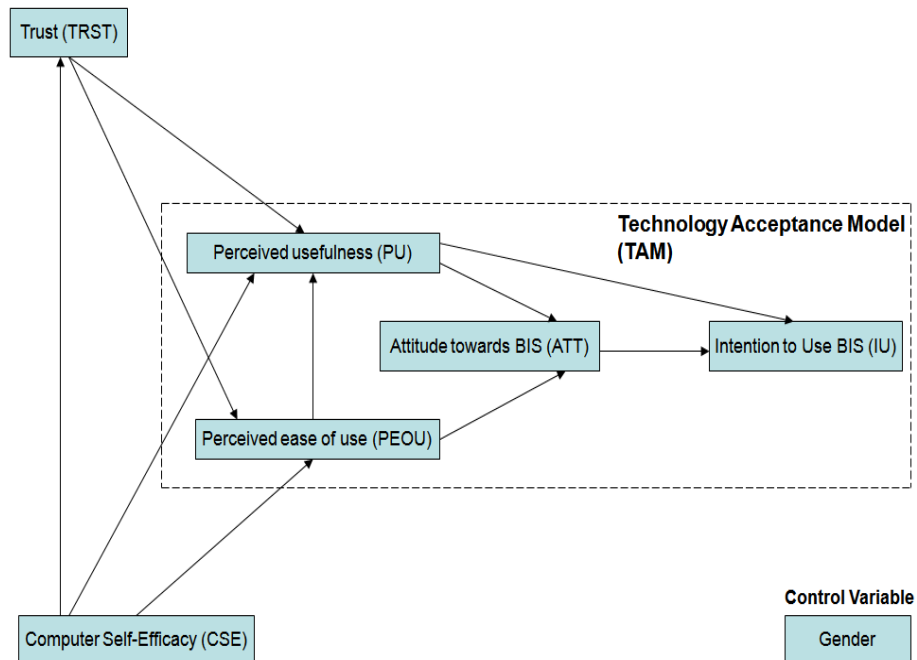 Trust (TRST)
Technology Acceptance Model
(TAM)
Perceived usefulness (PU)
Attitude towards BIS (ATT)
Intention to Use BIS (IU)
Perceived ease of use (PEOU)
Control Variable
Computer Self-Efficacy (CSE)
Gender